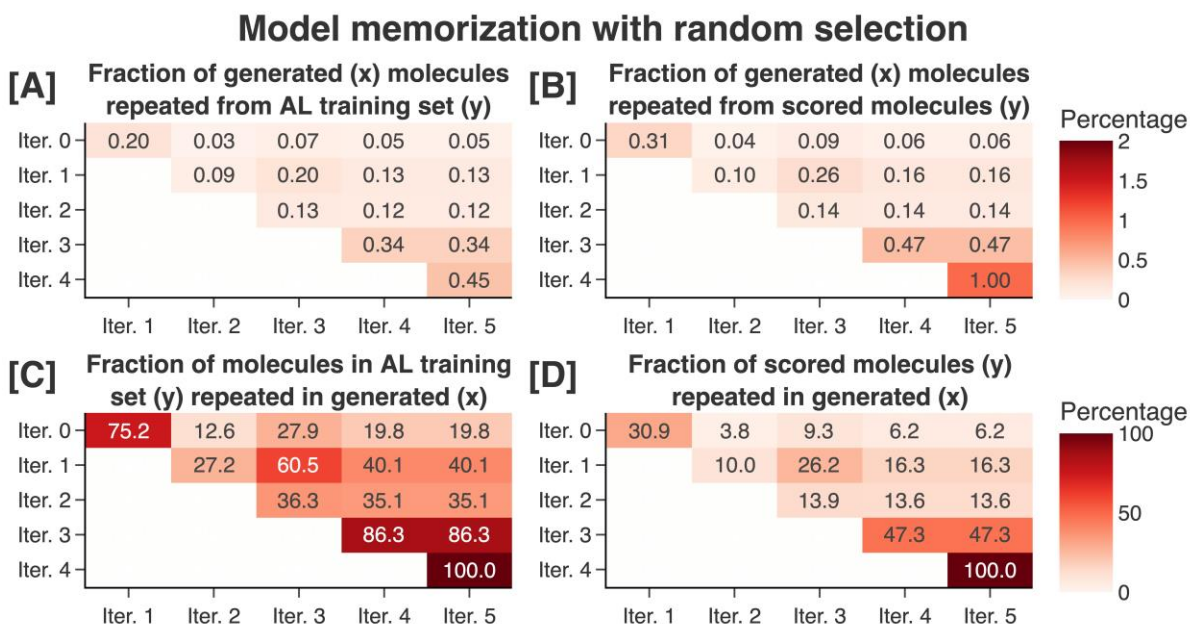 Model memorization with random selection
[A] Fraction of generated (x) molecules
repeated from AL training set (y)
Iter. 0 0.20 0.03 0.07 0.05 0.05
Iter. 1 0.09 0.20 0.13 0.13
Iter. 2 0.13 0.12 0.12
Iter. 3 0.34 0.34
Iter. 4 0.45
Iter. 1 Iter. 2 Iter. 3 Iter. 4 Iter. 5
[B] Fraction of generated (x) molecules
repeated from scored molecules (y)
Iter. 0 0.31 0.04 0.09 0.06 0.06
Iter. 1 0.10 0.26 0.16 0.16
Iter. 2 0.14 0.14 0.14
Iter. 3 0.47 0.47
Iter. 4 1.00
Iter. 1 Iter. 2 Iter. 3 Iter. 4 Iter. 5
Percentage
2
1.5
1
0.5
0
[C] Fraction of molecules in AL training
set (y) repeated in generated (x)
Iter. 0 75.2 12.6 27.9 19.8 19.8
Iter. 1 27.2 60.5 40.1 40.1
Iter. 2 36.3 35.1 35.1
Iter. 3 86.3 86.3
Iter. 4 100.0
Iter. 1 Iter. 2 Iter. 3 Iter. 4 Iter. 5
[D] Fraction of scored molecules (y)
repeated in generated (x)
Iter. 0 30.9 3.8 9.3 6.2 6.2
Iter. 1 10.0 26.2 16.3 16.3
Iter. 2 13.9 13.6 13.6
Iter. 3 47.3 47.3
Iter. 4 100.0
Iter. 1 Iter. 2 Iter. 3 Iter. 4 Iter. 5
Percentage
100
50
0